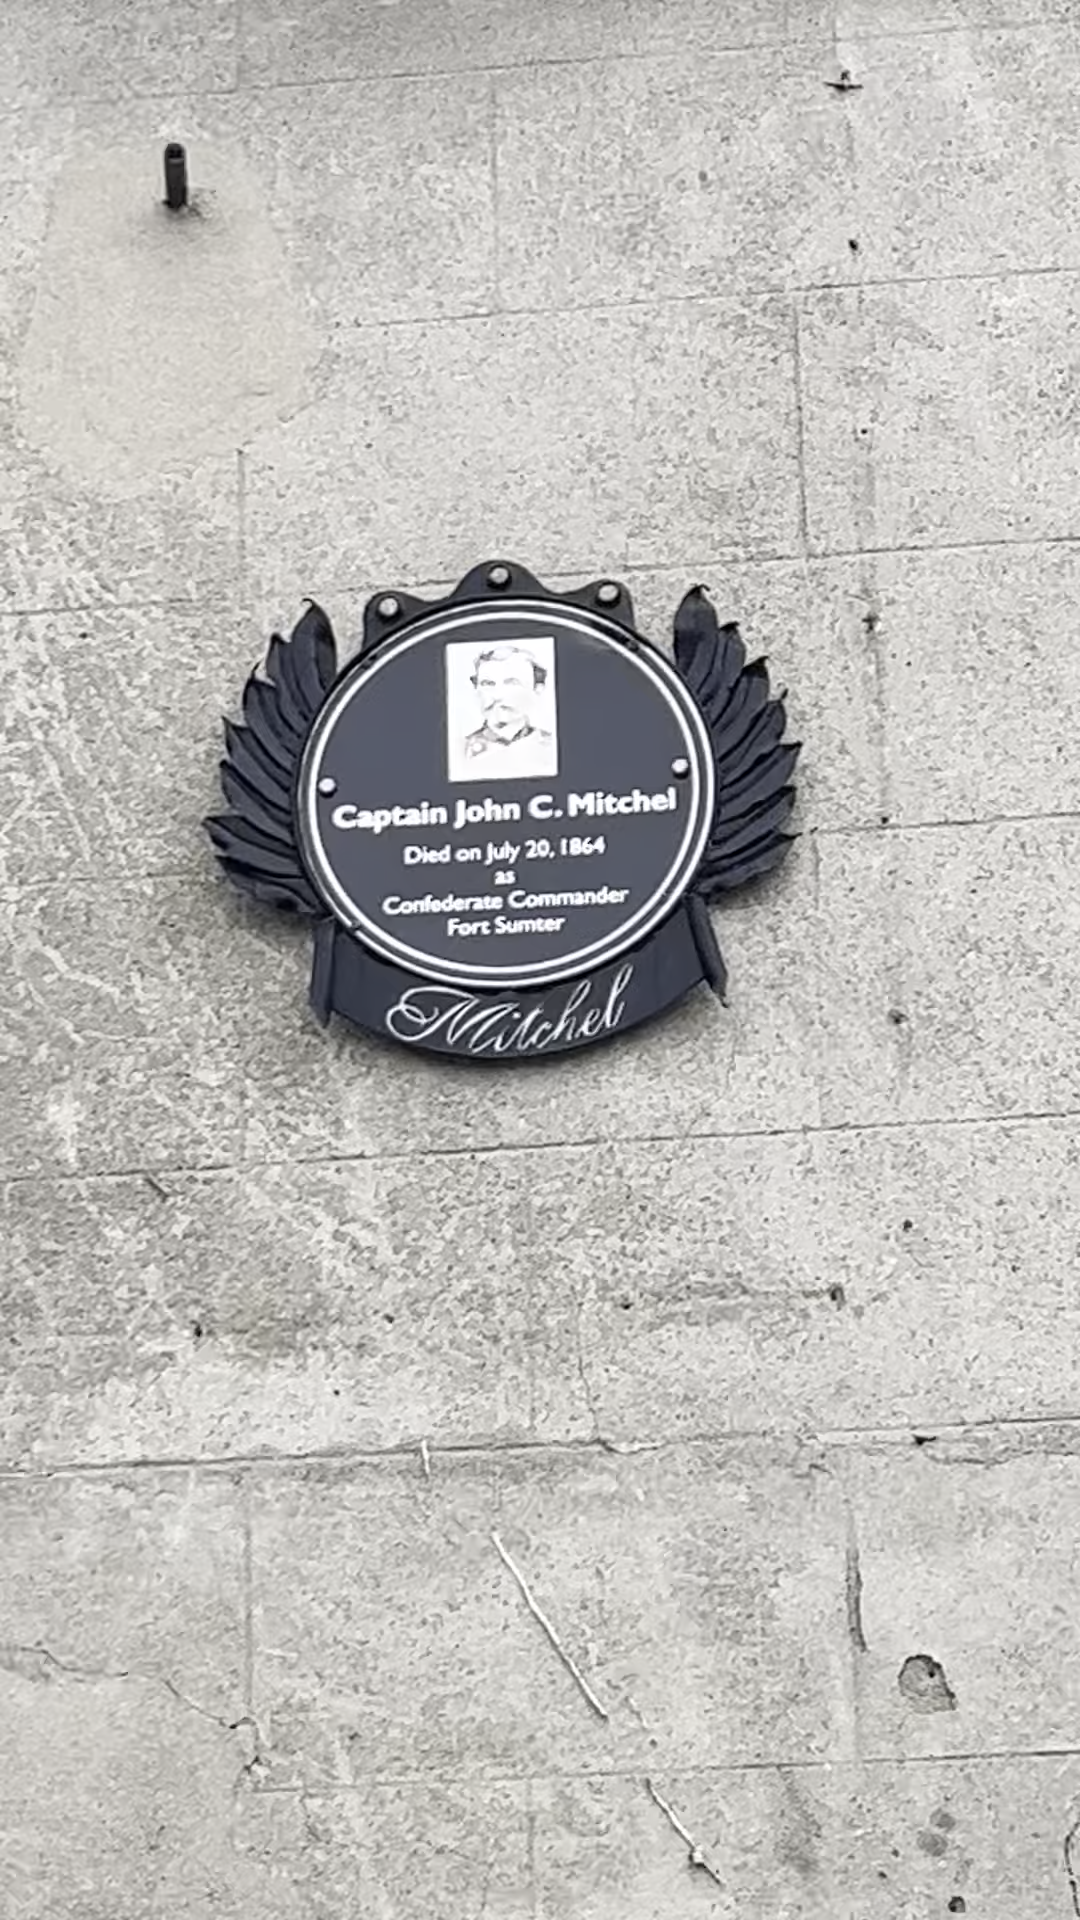 Captain John C. Mitchel
Died on July 20, 1864
as
Confederate Commander
Fort Sumter
Mitchel